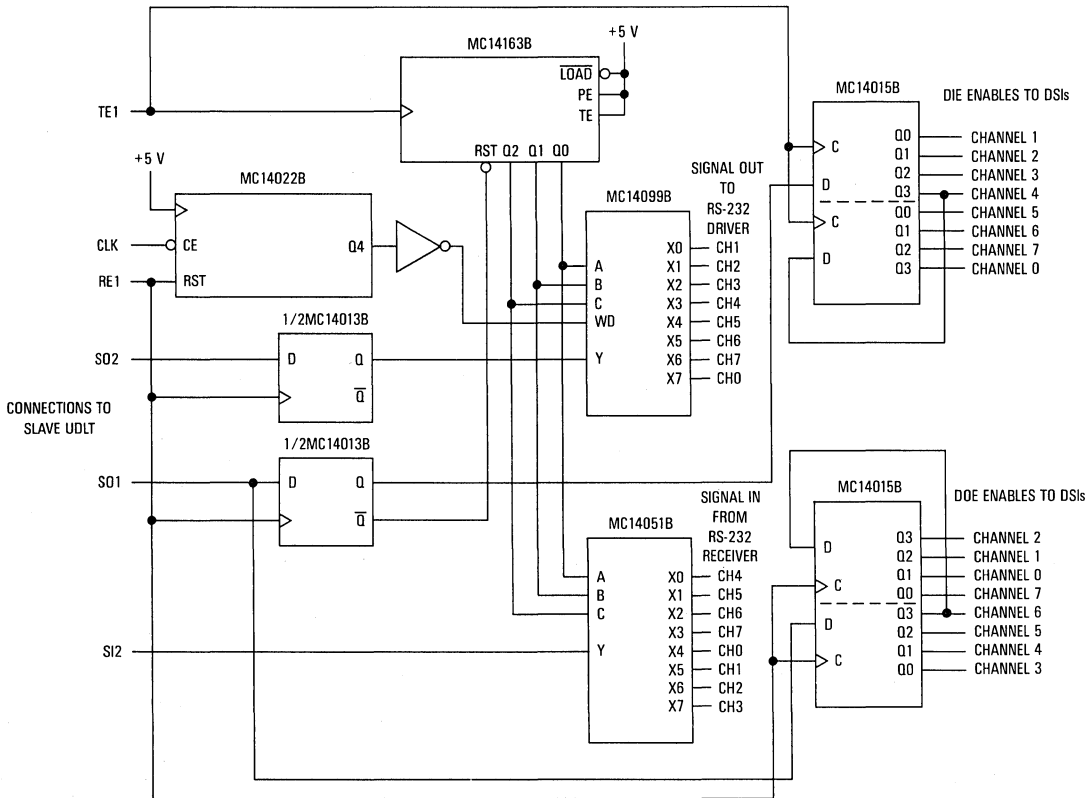 +5 V
MC14163B
LOAD
PE
TE
RST Q2 Q1 Q0
TE1
+5 V
MC14022B
CLK
CE
Q4
RE1
RST
1/2MC14013B
SO2
D
Q
Q
CONNECTIONS TO
SLAVE UDLT
1/2MC14013B
SO1
D
Q
Q
SI2
SIGNAL OUT
TO
RS-232
DRIVER
MC14099B
A
B
C
WD
Y
X0 CH1
X1 CH2
X2 CH3
X3 CH4
X4 CH5
X5 CH6
X6 CH7
X7 CH0
SIGNAL IN
FROM
RS-232
RECEIVER
MC14051B
A
B
C
Y
X0 CH4
X1 CH5
X2 CH6
X3 CH7
X4 CH0
X5 CH1
X6 CH2
X7 CH3
MC14015B
DIE ENABLES TO DSIs
C
D
C
D
Q0 CHANNEL 1
Q1 CHANNEL 2
Q2 CHANNEL 3
Q3 CHANNEL 4
Q0 CHANNEL 5
Q1 CHANNEL 6
Q2 CHANNEL 7
Q3 CHANNEL 0
MC14015B
DOE ENABLES TO DSIs
D
C
D
C
Q3 CHANNEL 2
Q2 CHANNEL 1
Q1 CHANNEL 0
Q0 CHANNEL 7
Q3 CHANNEL 6
Q2 CHANNEL 5
Q1 CHANNEL 4
Q0 CHANNEL 3